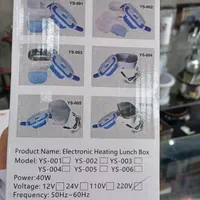 YS-001
YS-002
YS-003
YS-004
YS-005
Product Name: Electronic Heating Lunch Box
Model: YS-001 YS-002 YS-003
YS-004 YS-005 YS-006
Power:40W
Voltage: 12V 24V 110V 220V
Frequency: 50Hz~60Hz